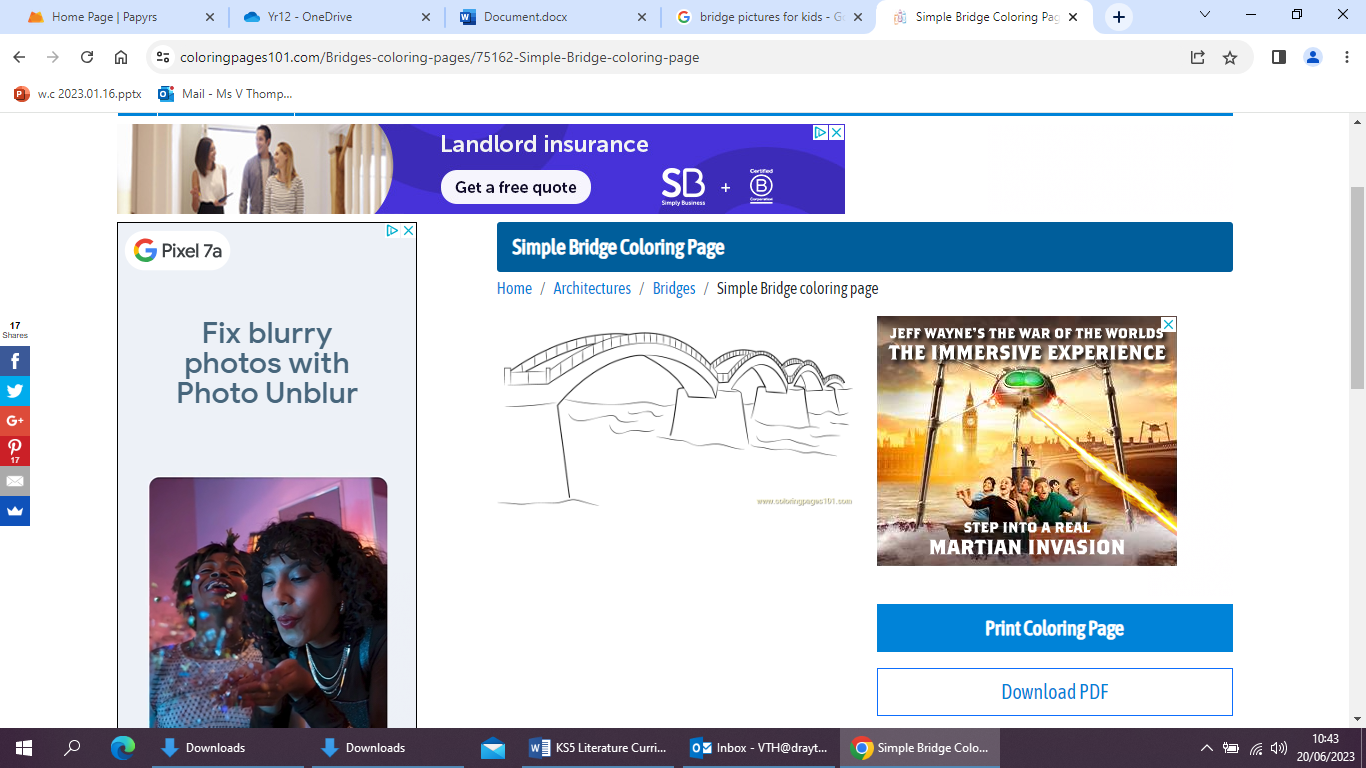 Home Page | Papyrs
Yr12 - OneDrive
Document.docx
bridge pictures for kids - G
Simple Bridge Coloring Pag
coloringpages101.com/Bridges-coloring-pages/75162-Simple-Bridge-coloring-page
w.c 2023.01.16.pptx
Mail - Ms V Thomp...
Landlord insurance
Get a free quote
SB
Simply Business
+
Certified
B
Corporation
Simple Bridge Coloring Page
Home / Architectures / Bridges / Simple Bridge coloring page
G Pixel 7a
Fix blurry
photos with
Photo Unblur
17
Shares
f
G+
17
www.coloringpages101.com
JEFF WAYNE'S THE WAR OF THE WORLDS
THE IMMERSIVE EXPERIENCE
STEP INTO A REAL
MARTIAN INVASION
Print Coloring Page
Download PDF
Downloads
Downloads
KS5 Literature Curri...
Inbox - VTH@drayt...
Simple Bridge Colo...
10:43
20/06/2023